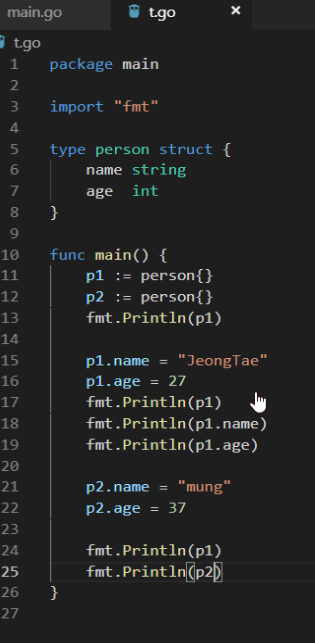 main.go t.go ×
t.go
1 package main
2
3 import "fmt"
4
5 type person struct {
6     name string
7     age  int
8 }
9
10 func main() {
11     p1 := person{}
12     p2 := person{}
13     fmt.Println(p1)
14
15     p1.name = "JeongTae"
16     p1.age = 27
17     fmt.Println(p1)
18     fmt.Println(p1.name)
19     fmt.Println(p1.age)
20
21     p2.name = "mung"
22     p2.age = 37
23
24     fmt.Println(p1)
25     fmt.Println(p2)
26 }
27